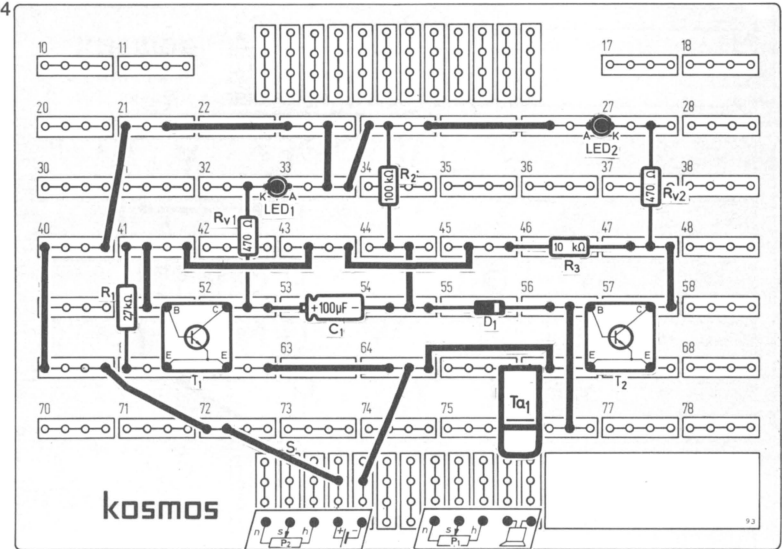 4
10 11 17 18
20 21 22 27 28
A K
LED2
30 32 33 34 35 36 37 38
-K A
LED1
R2
100 kΩ
470 Ω
Rv2
Rv1
470 Ω
40 41 42 43 44 45 46 47 48
10 kΩ
R3
52 53 54 55 56 57 58
R1
27kΩ
B C
+100µF −
C1
D1
B C
E E
T1
63 64
Ta1
E E
T2
68
70 71 72 73 74 75 77 78
S
kosmos
n s h + −
P2
n s h
P1
93